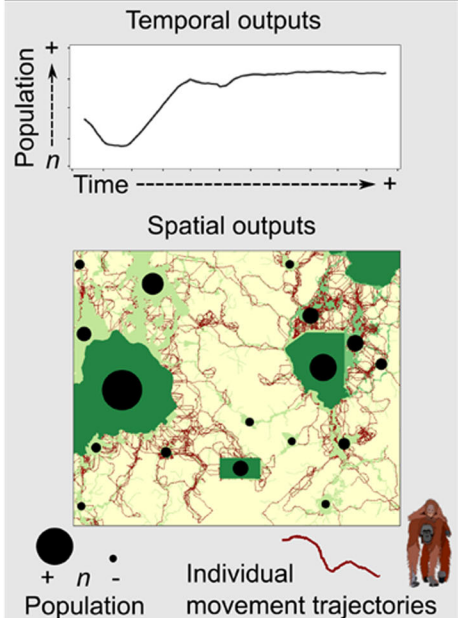 Temporal outputs
+
Population
n
Time
+
Spatial outputs
+ n -
Population
Individual
movement trajectories